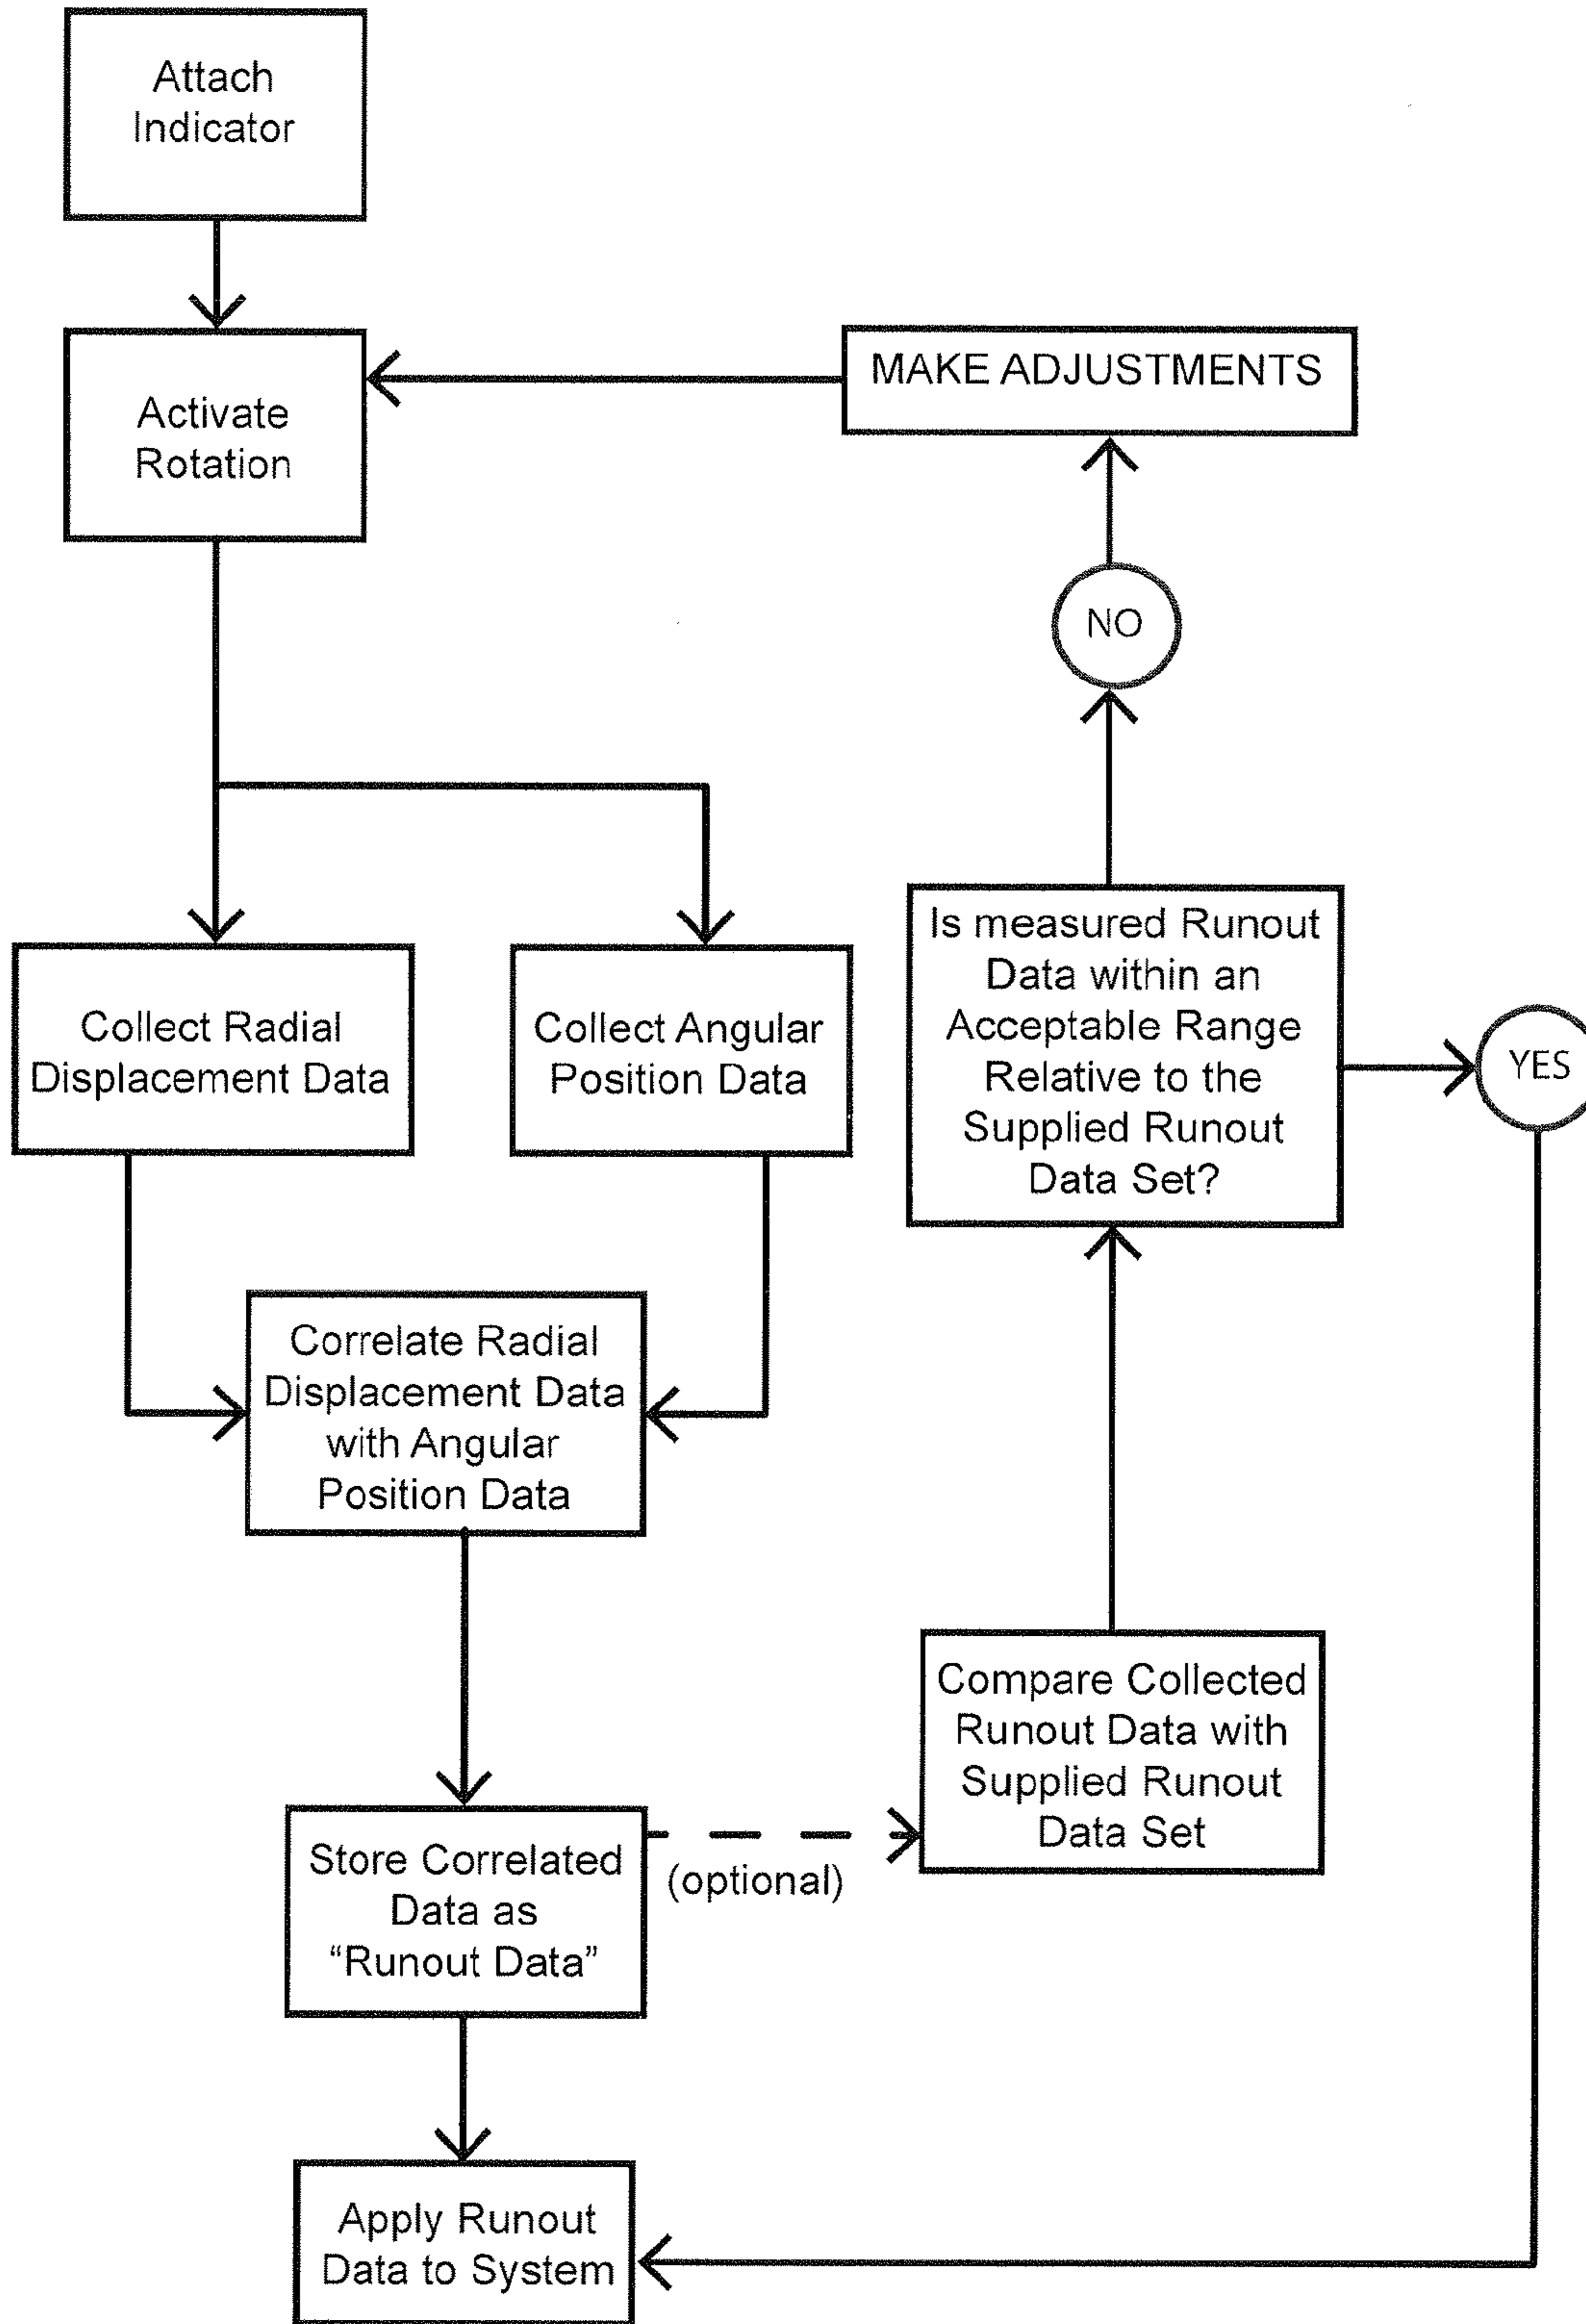 Attach
Indicator
Activate
Rotation
MAKE ADJUSTMENTS
NO
Is measured Runout
Data within an
Acceptable Range
Relative to the
Supplied Runout
Data Set?
YES
Collect Radial
Displacement Data
Collect Angular
Position Data
Correlate Radial
Displacement Data
with Angular
Position Data
Compare Collected
Runout Data with
Supplied Runout
Data Set
Store Correlated
Data as
“Runout Data”
(optional)
Apply Runout
Data to System